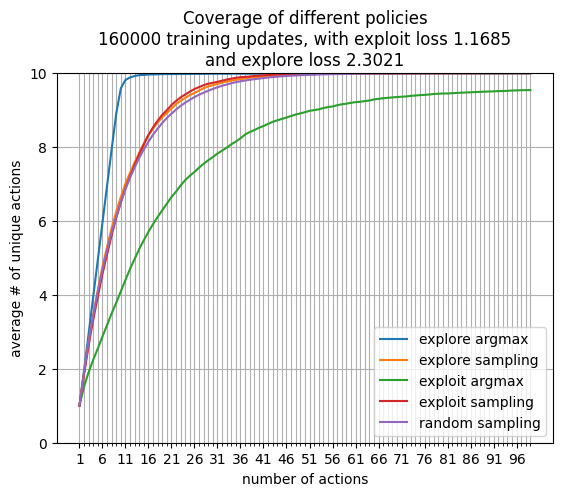 Coverage of different policies
160000 training updates, with exploit loss 1.1685
and explore loss 2.3021
10
8
6
4
2
0
average # of unique actions
explore argmax
explore sampling
exploit argmax
exploit sampling
random sampling
1 6 11 16 21 26 31 36 41 46 51 56 61 66 71 76 81 86 91 96
number of actions